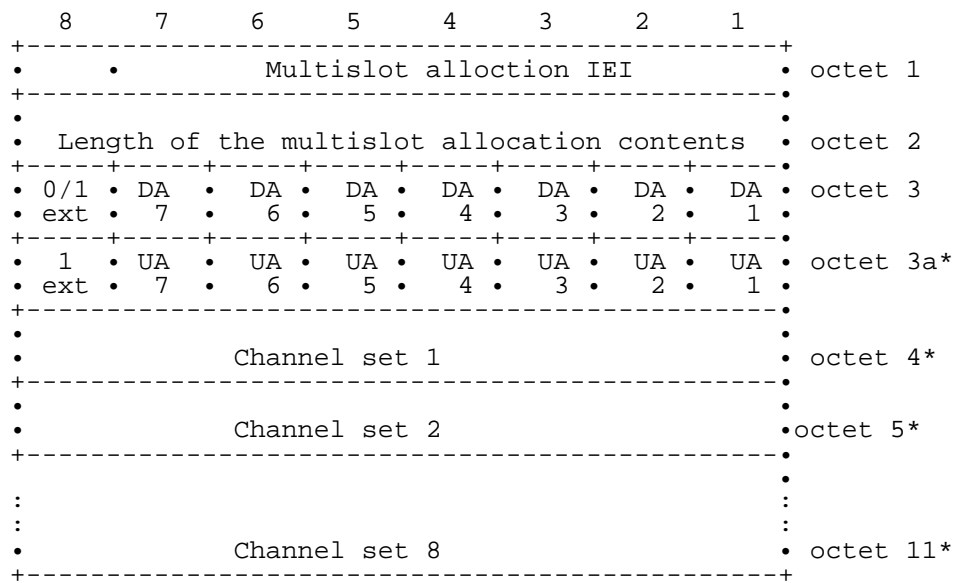 8 7 6 5 4 3 2 1
+-----------------------------------------------+
• • Multislot alloction IEI • octet 1
+-----------------------------------------------•
• •
• Length of the multislot allocation contents • octet 2
+-----+-----+-----+-----+-----+-----+-----+-----•
• 0/1 • DA • DA • DA • DA • DA • DA • DA • octet 3
• ext • 7 • 6 • 5 • 4 • 3 • 2 • 1 •
+-----+-----+-----+-----+-----+-----+-----+-----•
• 1 • UA • UA • UA • UA • UA • UA • UA • octet 3a*
• ext • 7 • 6 • 5 • 4 • 3 • 2 • 1 •
+-----------------------------------------------•
• •
• Channel set 1 • octet 4*
+-----------------------------------------------•
• •
• Channel set 2 •octet 5*
+-----------------------------------------------•
•
: :
: :
• Channel set 8 • octet 11*
+-----------------------------------------------+